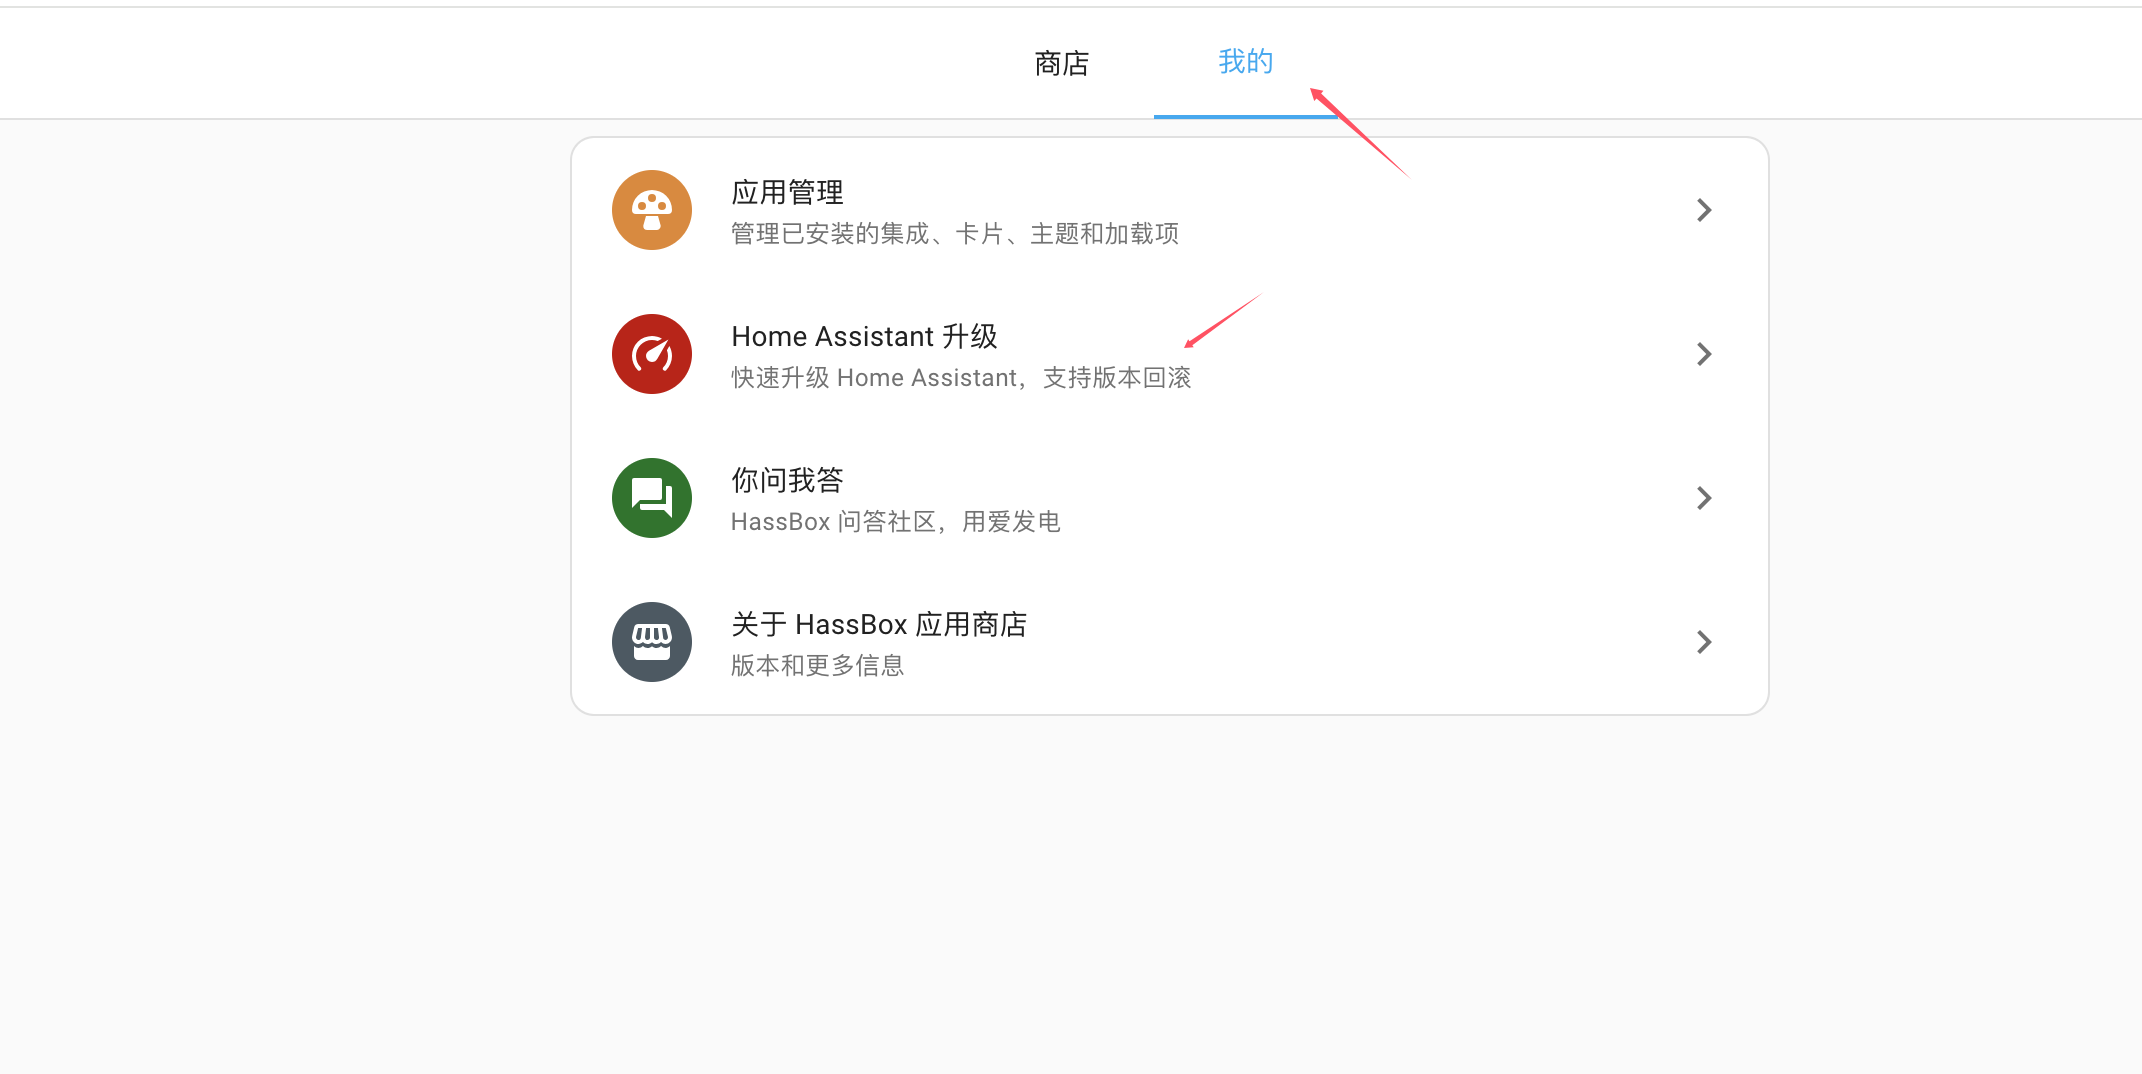 商店
我的
应用管理
管理已安装的集成、卡片、主题和加载项
Home Assistant 升级
快速升级 Home Assistant，支持版本回滚
你问我答
HassBox 问答社区，用爱发电
关于 HassBox 应用商店
版本和更多信息